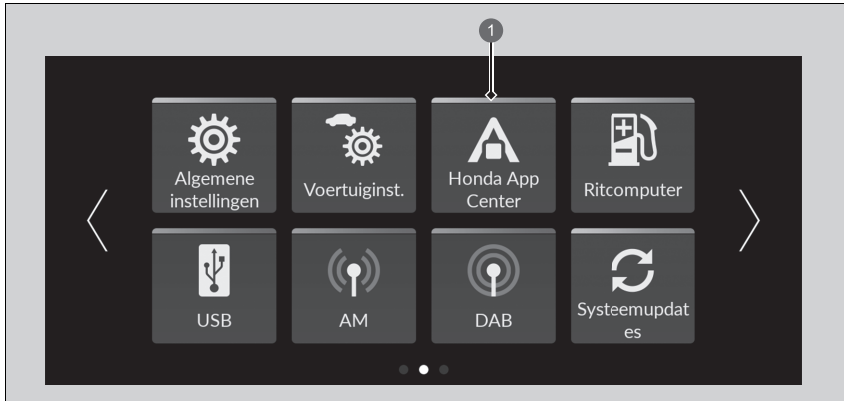 1
Algemene
instellingen
Voertuiginst.
Honda App
Center
Ritcomputer
USB
AM
DAB
Systeemupdat
es